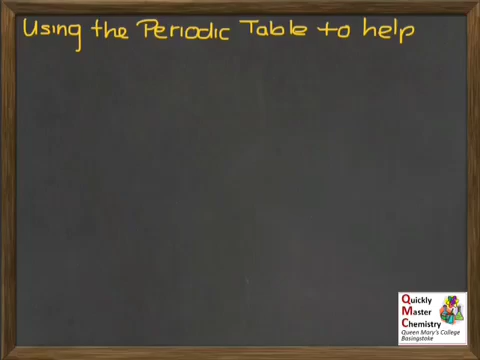 Using the Periodic Table to help
Quickly
Master
Chemistry
Queen Mary's College
Basingstoke